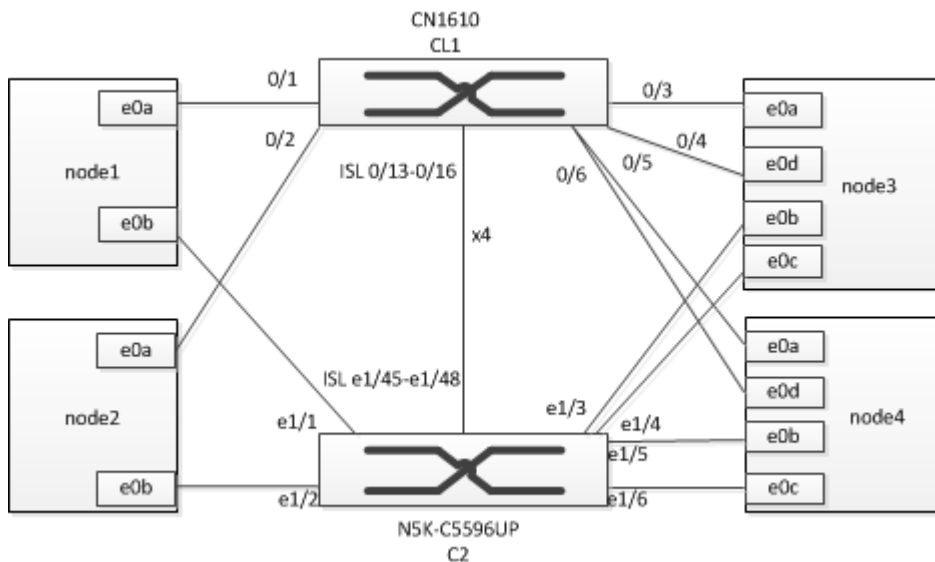 CN1610
CL1
0/1
0/3
e0a
e0a
0/2
0/4
node1
ISL 0/13-0/16
0/6
0/5
e0d
node3
e0b
x4
e0b
e0c
e0a
ISL e1/45-e1/48
e0a
e1/3
e0d
node2
e1/1
e1/4
e0b
node4
e1/5
e0b
e1/2
e1/6
e0c
N5K-C5596UP
C2